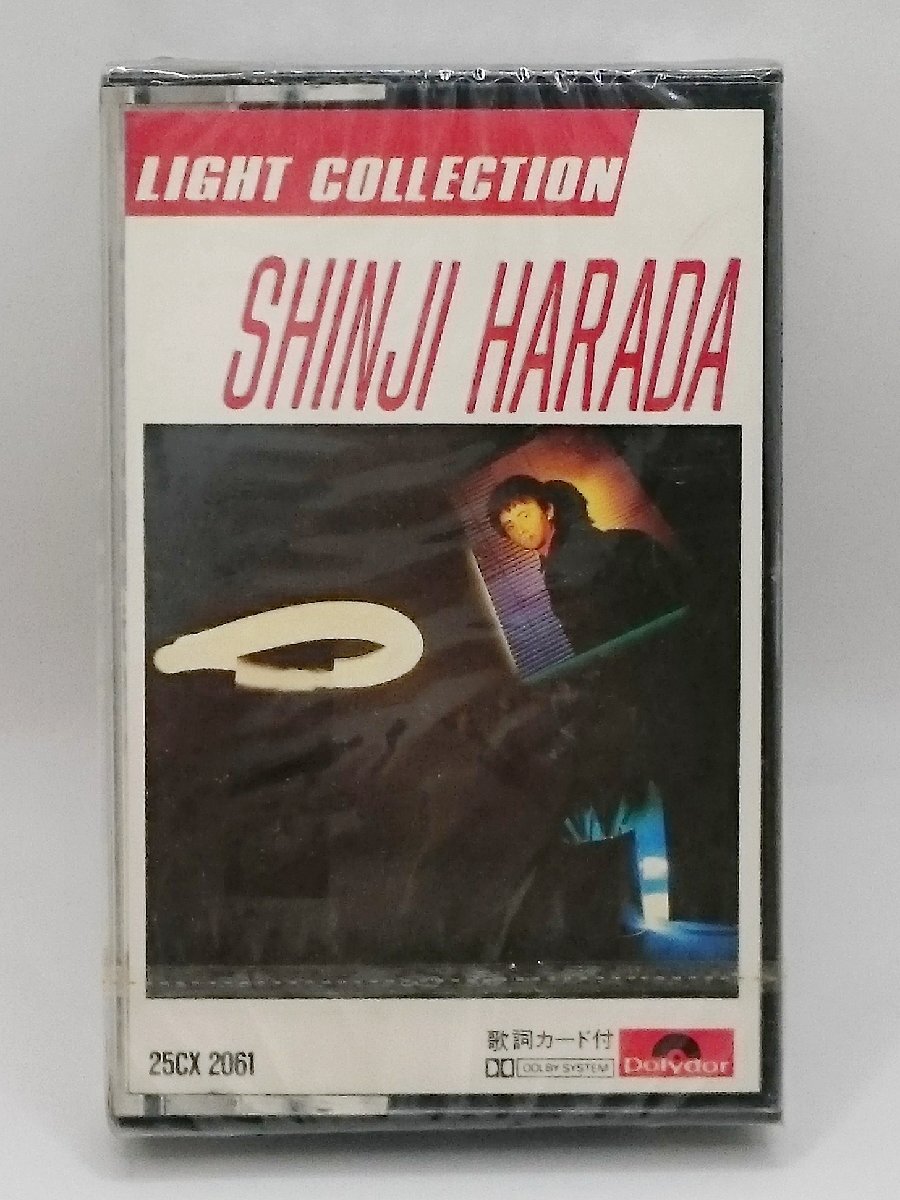 LIGHT COLLECTION
SHINJI HARADA
歌詞カード付
25CX 2061
DOLBY SYSTEM
Polydor